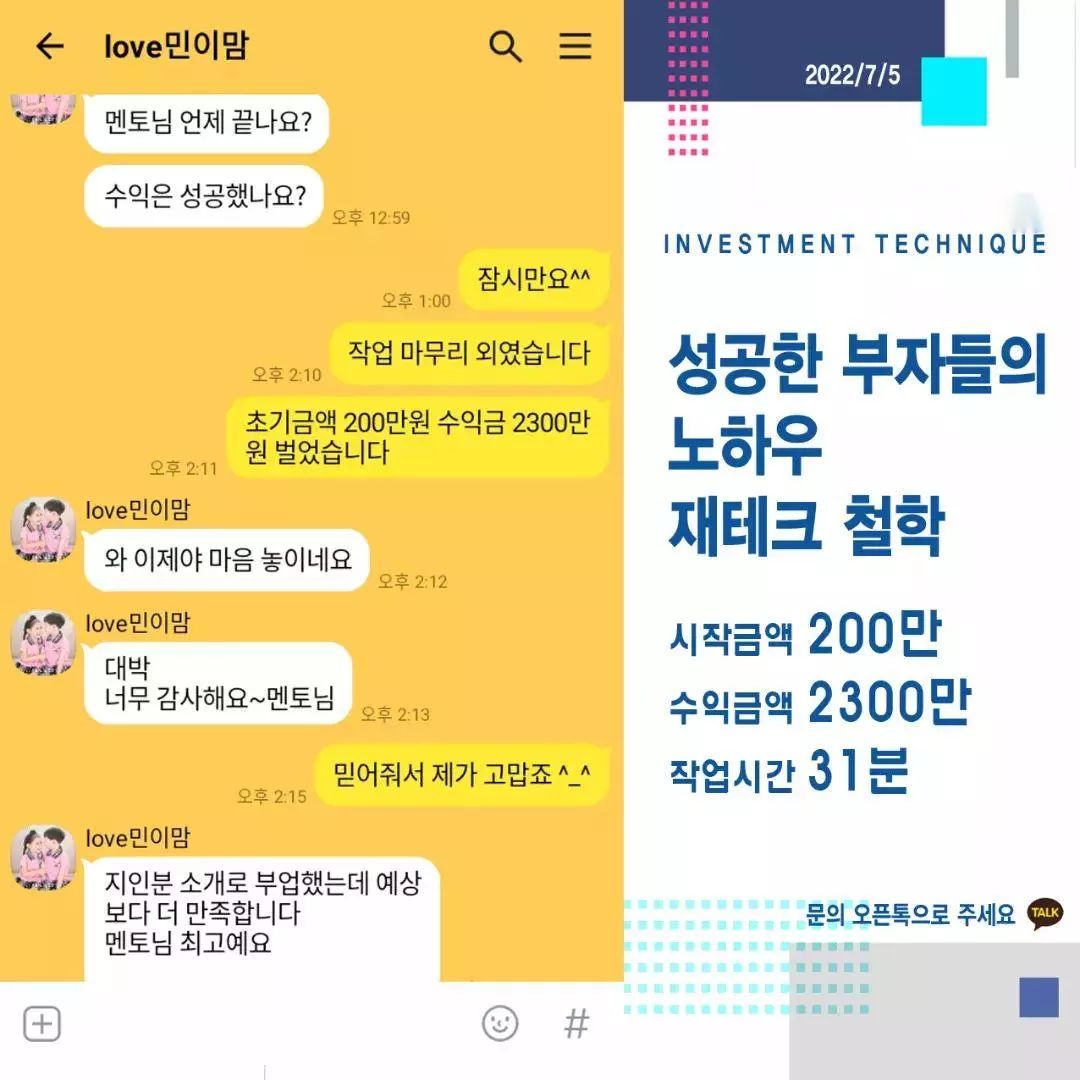 love민이맘
멘토님 언제 끝나요?
수익은 성공했나요?
오후 12:59
잠시만요^^
오후 1:00
작업 마무리 외였습니다
오후 2:10
초기금액 200만원 수익금 2300만
원 벌었습니다
오후 2:11
love민이맘
와 이제야 마음 놓이네요
오후 2:12
love민이맘
대박
너무 감사해요~멘토님
오후 2:13
믿어줘서 제가 고맙죠 ^_^
오후 2:15
love민이맘
지인분 소개로 부업했는데 예상
보다 더 만족합니다
멘토님 최고예요
#
2022/7/5
INVESTMENT TECHNIQUE
성공한 부자들의
노하우
재테크 철학
시작금액 200만
수익금액 2300만
작업시간 31분
문의 오픈톡으로 주세요 TALK